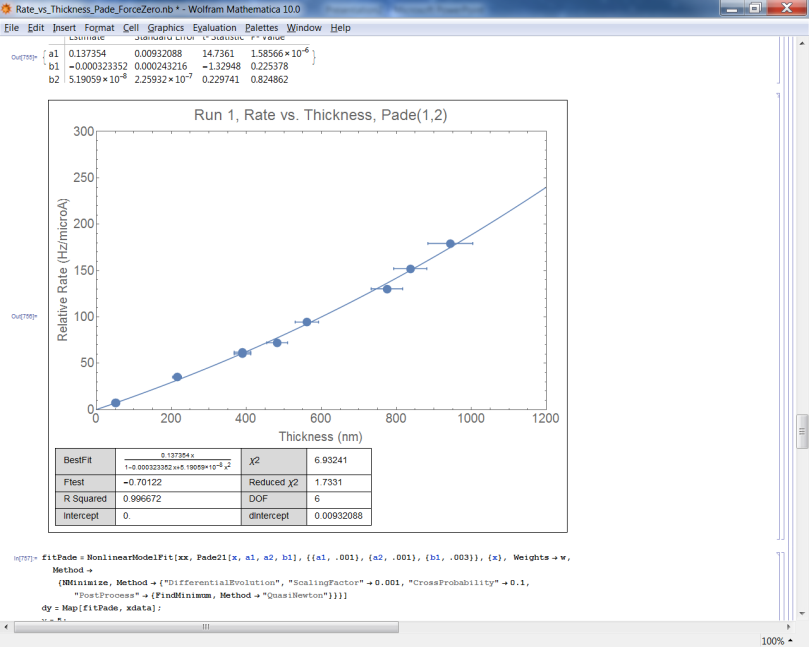 Rate_vs_Thickness_Pade_ForceZero.nb * - Wolfram Mathematica 10.0
File Edit Insert Format Cell Graphics Evaluation Palettes Window Help
Estimate Standard Error t-Statistic P-Value
Out[755]=
a1 0.137354 0.00932088 14.7361 1.58566×10^-6
b1 -0.000323352 0.000243216 -1.32948 0.225378
b2 5.19059×10^-8 2.25932×10^-7 0.229741 0.824862
Run 1, Rate vs. Thickness, Pade(1,2)
300
250
200
150
100
50
0
Relative Rate (Hz/microA)
0 200 400 600 800 1000 1200
Thickness (nm)
Out[756]=
BestFit 0.137354 x
1-0.000323352 x+5.19059×10^-8 x^2 χ2 6.93241
Ftest -0.70122 Reduced χ2 1.7331
R Squared 0.996672 DOF 6
Intercept 0. dIntercept 0.00932088
In[757]:= fitPade = NonlinearModelFit[xx, Pade21[x, a1, a2, b1], {{a1, .001}, {a2, .001}, {b1, .003}}, {x}, Weights → w,
Method →
{NMinimize, Method → {"DifferentialEvolution", "ScalingFactor" → 0.001, "CrossProbability" → 0.1,
"PostProcess" → {FindMinimum, Method → "QuasiNewton"}}}]
dy = Map[fitPade, xdata];
100%